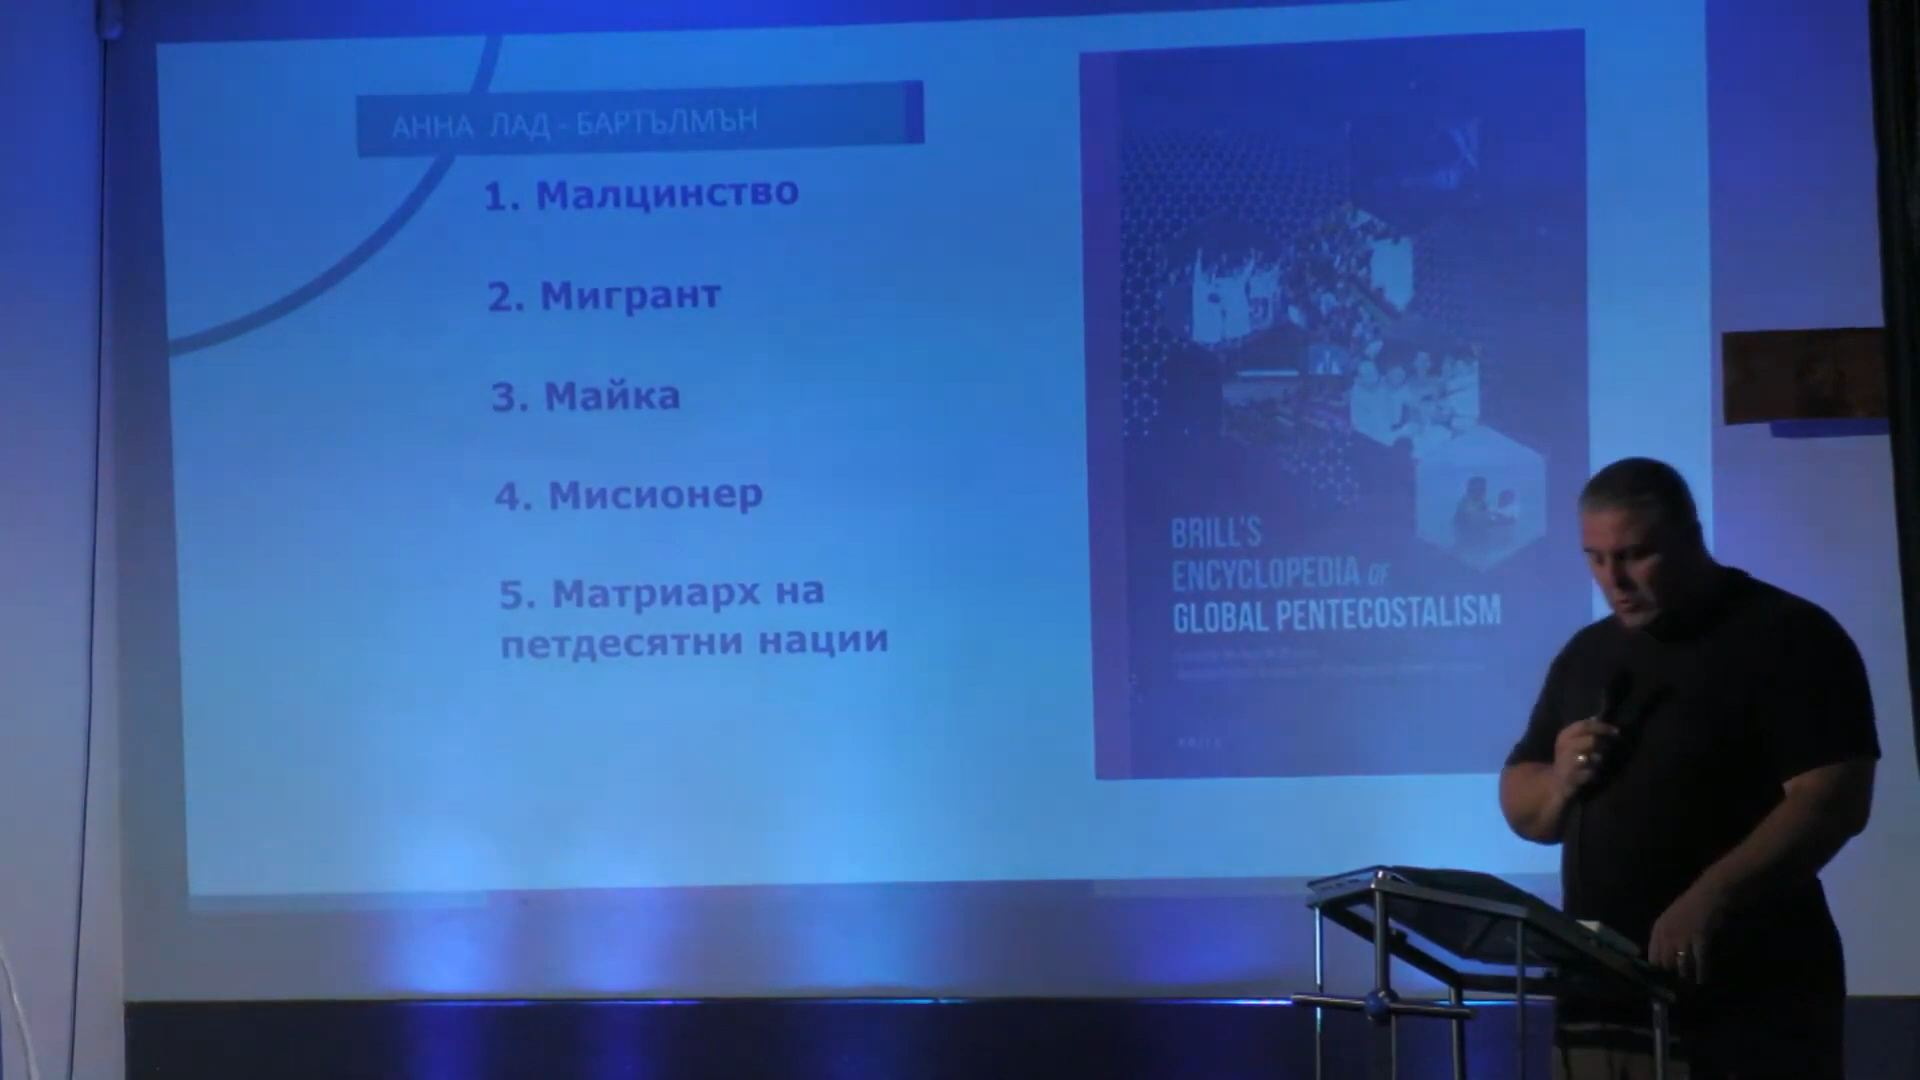 АННА ЛАД - БАРТЪЛМЪН
1. Малцинство
2. Мигрант
3. Майка
4. Мисионер
5. Матриарх на
петдесятни нации
BRILL'S
ENCYCLOPEDIA OF
GLOBAL PENTECOSTALISM
BRILL